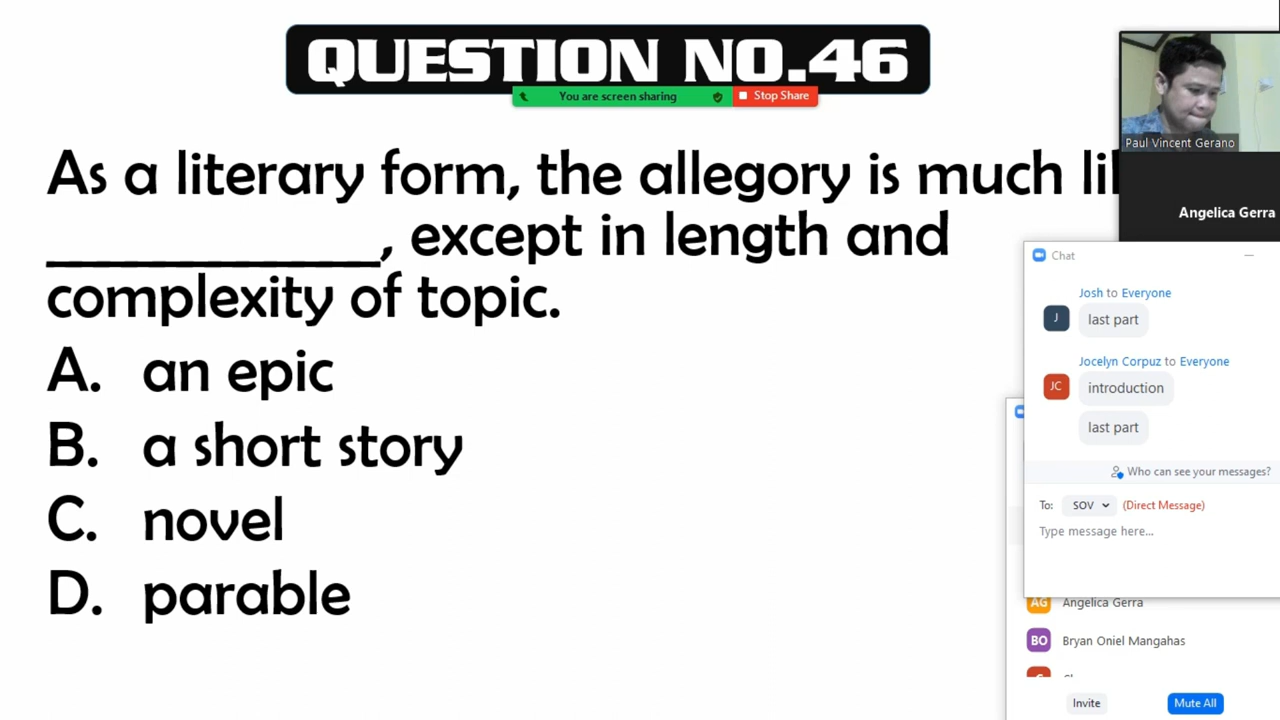 QUESTION NO.46
You are screen sharing
Stop Share
As a literary form, the allegory is much
____________, except in length and
complexity of topic.
A. an epic
B. a short story
C. novel
D. parable
Paul Vincent Gerano
Angelica Gerra
Chat
Josh to Everyone
J
last part
Jocelyn Corpuz to Everyone
JC
introduction
last part
Who can see your messages?
To: SOV (Direct Message)
Type message here...
AG Angelica Gerra
BO Bryan Oniel Mangahas
Invite
Mute All